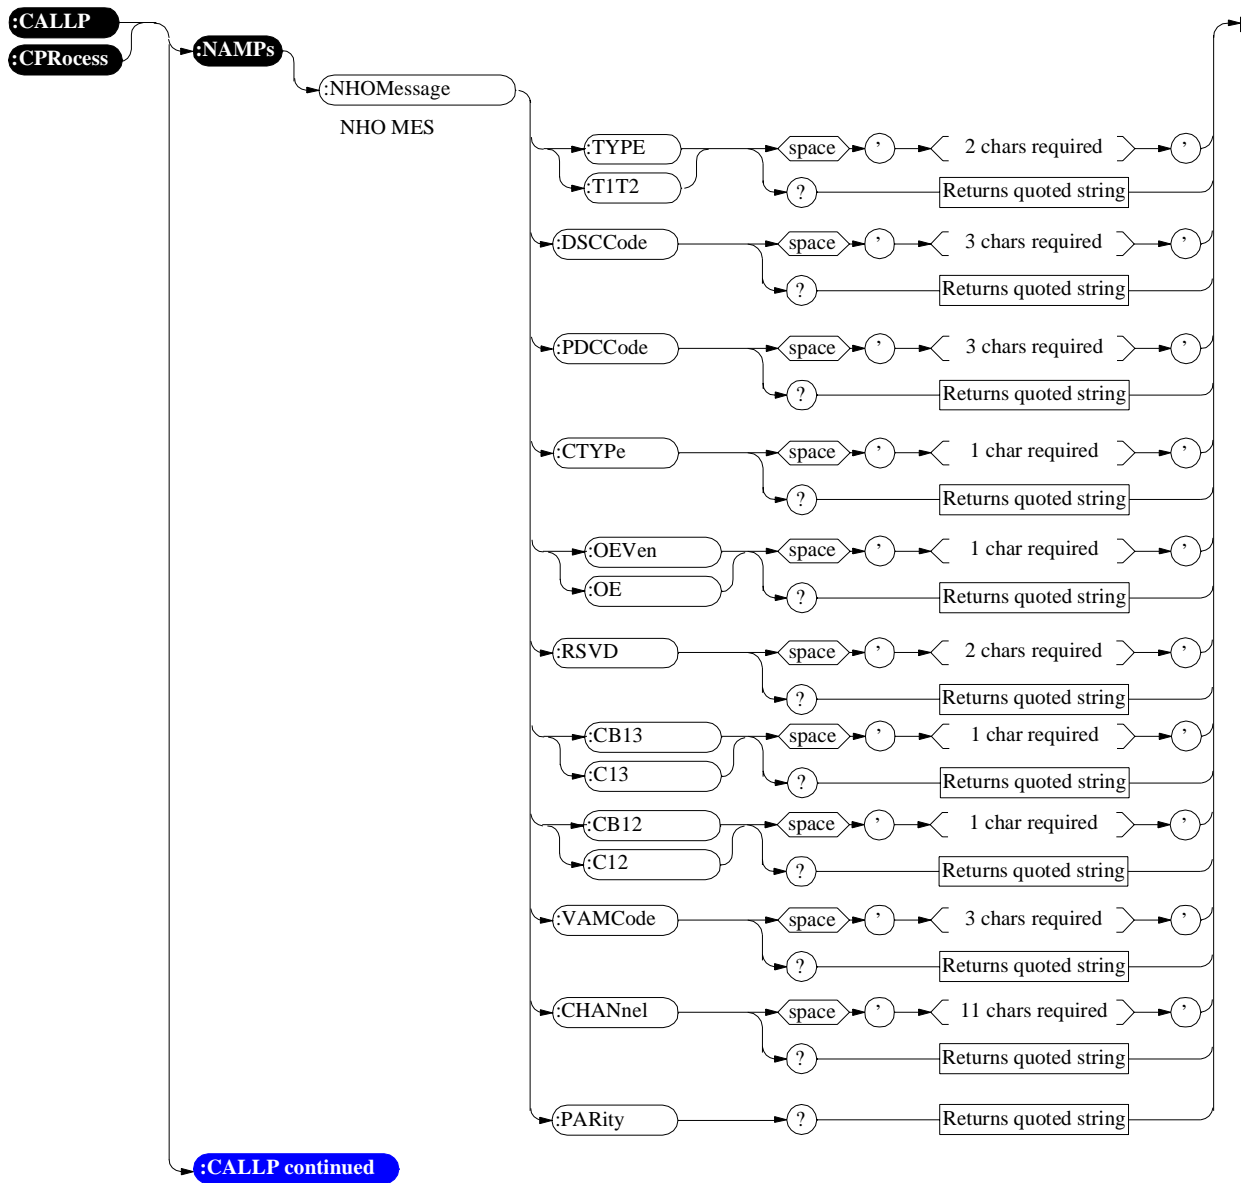 :CALLP
:CPRocess
:NAMPs
:NHOMessage
NHO MES
:TYPE space ’ 2 chars required ’
:T1T2 ? Returns quoted string
:DSCCode space ’ 3 chars required ’
? Returns quoted string
:PDCCode space ’ 3 chars required ’
? Returns quoted string
:CTYPe space ’ 1 char required ’
? Returns quoted string
:OEVen space ’ 1 char required ’
:OE ? Returns quoted string
:RSVD space ’ 2 chars required ’
? Returns quoted string
:CB13 space ’ 1 char required ’
:C13 ? Returns quoted string
:CB12 space ’ 1 char required ’
:C12 ? Returns quoted string
:VAMCode space ’ 3 chars required ’
? Returns quoted string
:CHANnel space ’ 11 chars required ’
? Returns quoted string
:PARity ? Returns quoted string
:CALLP continued